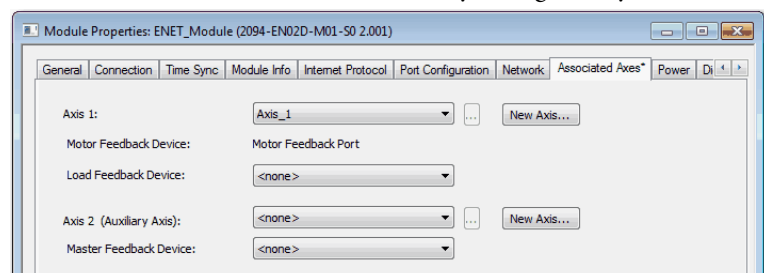 Module Properties: ENET_Module (2094-EN02D-M01-S0 2.001)
General Connection Time Sync Module Info Internet Protocol Port Configuration Network Associated Axes* Power Di
Axis 1: Axis_1 ... New Axis...
Motor Feedback Device: Motor Feedback Port
Load Feedback Device: <none>
Axis 2 (Auxiliary Axis): <none> ... New Axis...
Master Feedback Device: <none>